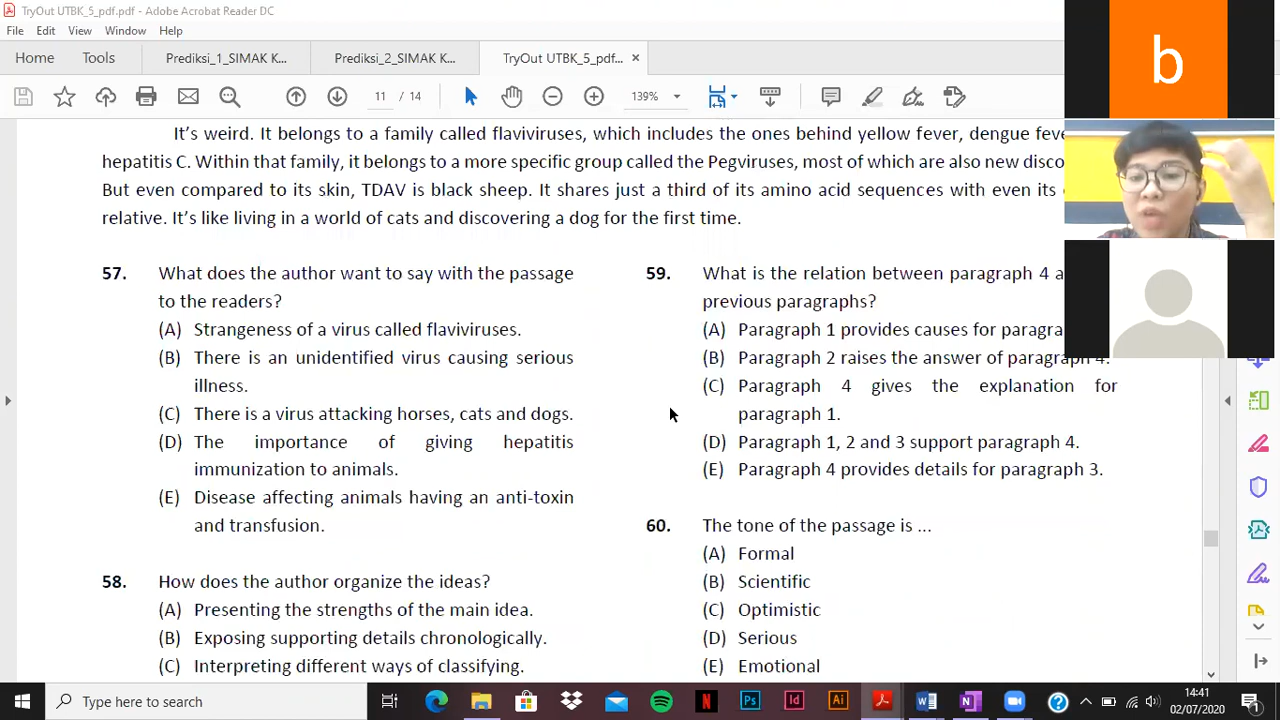 TryOut UTBK_5_pdf.pdf - Adobe Acrobat Reader DC
File Edit View Window Help
Home Tools Prediksi_1_SIMAK K... Prediksi_2_SIMAK K... TryOut UTBK_5_pdf... ×
11 / 14 139%
It's weird. It belongs to a family called flaviviruses, which includes the ones behind yellow fever, dengue
hepatitis C. Within that family, it belongs to a more specific group called the Pegviruses, most of which are also new
But even compared to its skin, TDAV is black sheep. It shares just a third of its amino acid sequences with even its
relative. It's like living in a world of cats and discovering a dog for the first time.
57. What does the author want to say with the passage
to the readers?
(A) Strangeness of a virus called flaviviruses.
(B) There is an unidentified virus causing serious
illness.
(C) There is a virus attacking horses, cats and dogs.
(D) The importance of giving hepatitis
immunization to animals.
(E) Disease affecting animals having an anti-toxin
and transfusion.
58. How does the author organize the ideas?
(A) Presenting the strengths of the main idea.
(B) Exposing supporting details chronologically.
(C) Interpreting different ways of classifying.
59. What is the relation between paragraph 4
previous paragraphs?
(A) Paragraph 1 provides causes for
(B) Paragraph 2 raises the answer of paragraph 4.
(C) Paragraph 4 gives the explanation for
paragraph 1.
(D) Paragraph 1, 2 and 3 support paragraph 4.
(E) Paragraph 4 provides details for paragraph 3.
60. The tone of the passage is ...
(A) Formal
(B) Scientific
(C) Optimistic
(D) Serious
(E) Emotional
b
Type here to search
14:41
02/07/2020